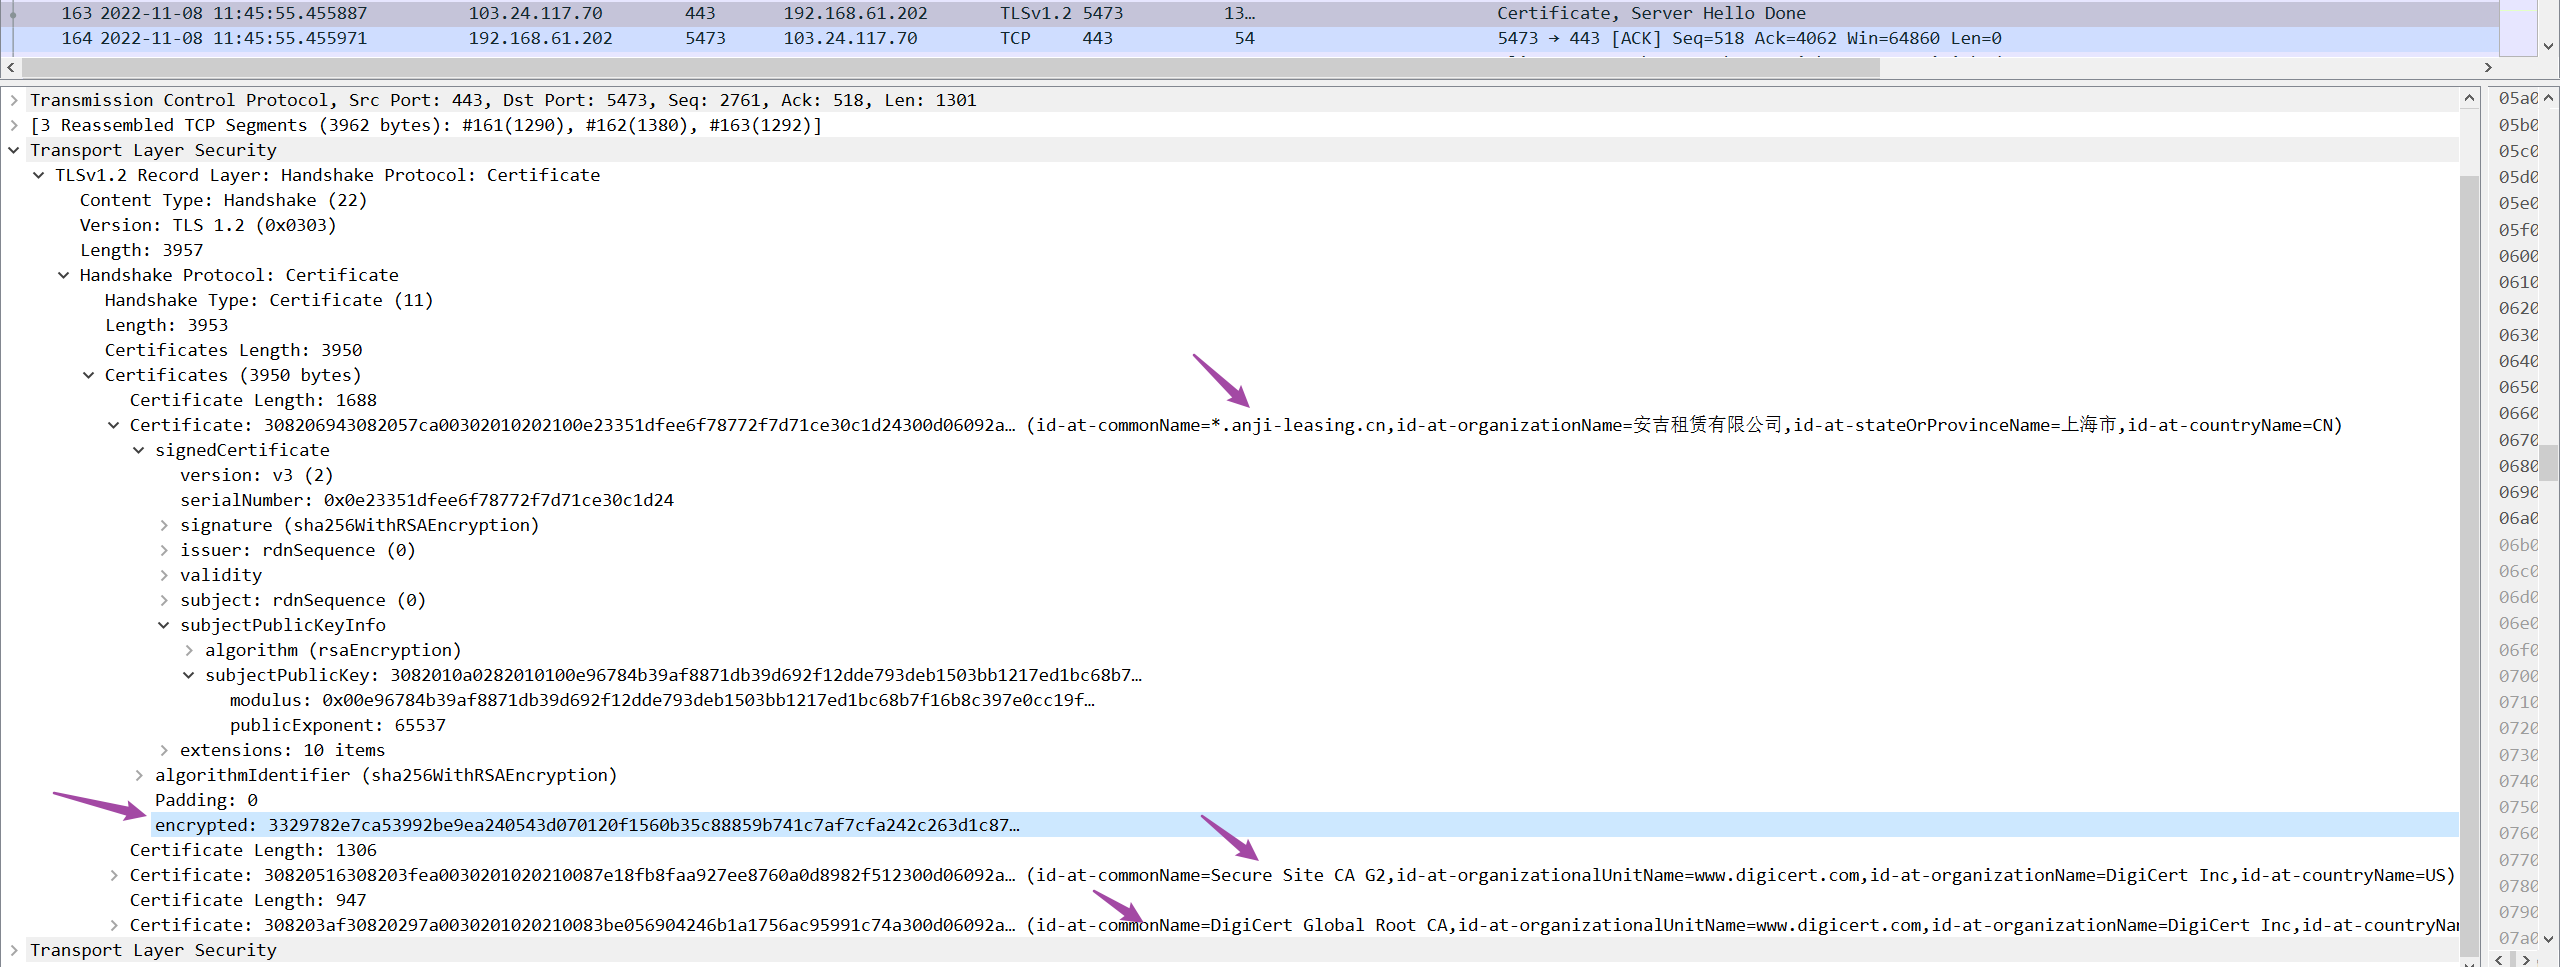 163 2022-11-08 11:45:55.455887 103.24.117.70 443 192.168.61.202 TLSv1.2 5473 13… Certificate, Server Hello Done
164 2022-11-08 11:45:55.455971 192.168.61.202 5473 103.24.117.70 TCP 443 54 5473 → 443 [ACK] Seq=518 Ack=4062 Win=64860 Len=0
Transmission Control Protocol, Src Port: 443, Dst Port: 5473, Seq: 2761, Ack: 518, Len: 1301
[3 Reassembled TCP Segments (3962 bytes): #161(1290), #162(1380), #163(1292)]
Transport Layer Security
TLSv1.2 Record Layer: Handshake Protocol: Certificate
Content Type: Handshake (22)
Version: TLS 1.2 (0x0303)
Length: 3957
Handshake Protocol: Certificate
Handshake Type: Certificate (11)
Length: 3953
Certificates Length: 3950
Certificates (3950 bytes)
Certificate Length: 1688
Certificate: 308206943082057ca00302010202100e23351dfee6f78772f7d71ce30c1d24300d06092a… (id-at-commonName=*.anji-leasing.cn,id-at-organizationName=安吉租赁有限公司,id-at-stateOrProvinceName=上海市,id-at-countryName=CN)
signedCertificate
version: v3 (2)
serialNumber: 0x0e23351dfee6f78772f7d71ce30c1d24
signature (sha256WithRSAEncryption)
issuer: rdnSequence (0)
validity
subject: rdnSequence (0)
subjectPublicKeyInfo
algorithm (rsaEncryption)
subjectPublicKey: 3082010a0282010100e96784b39af8871db39d692f12dde793deb1503bb1217ed1bc68b7…
modulus: 0x00e96784b39af8871db39d692f12dde793deb1503bb1217ed1bc68b7f16b8c397e0cc19f…
publicExponent: 65537
extensions: 10 items
algorithmIdentifier (sha256WithRSAEncryption)
Padding: 0
encrypted: 3329782e7ca53992be9ea240543d070120f1560b35c88859b741c7af7cfa242c263d1c87…
Certificate Length: 1306
Certificate: 30820516308203fea0030201020210087e18fb8faa927ee8760a0d8982f512300d06092a… (id-at-commonName=Secure Site CA G2,id-at-organizationalUnitName=www.digicert.com,id-at-organizationName=DigiCert Inc,id-at-countryName=US)
Certificate Length: 947
Certificate: 308203af30820297a0030201020210083be056904246b1a1756ac95991c74a300d06092a… (id-at-commonName=DigiCert Global Root CA,id-at-organizationalUnitName=www.digicert.com,id-at-organizationName=DigiCert Inc,id-at-countryNa
Transport Layer Security
05a0
05b0
05c0
05d0
05e0
05f0
0600
0610
0620
0630
0640
0650
0660
0670
0680
0690
06a0
06b0
06c0
06d0
06e0
06f0
0700
0710
0720
0730
0740
0750
0760
0770
0780
0790
07a0